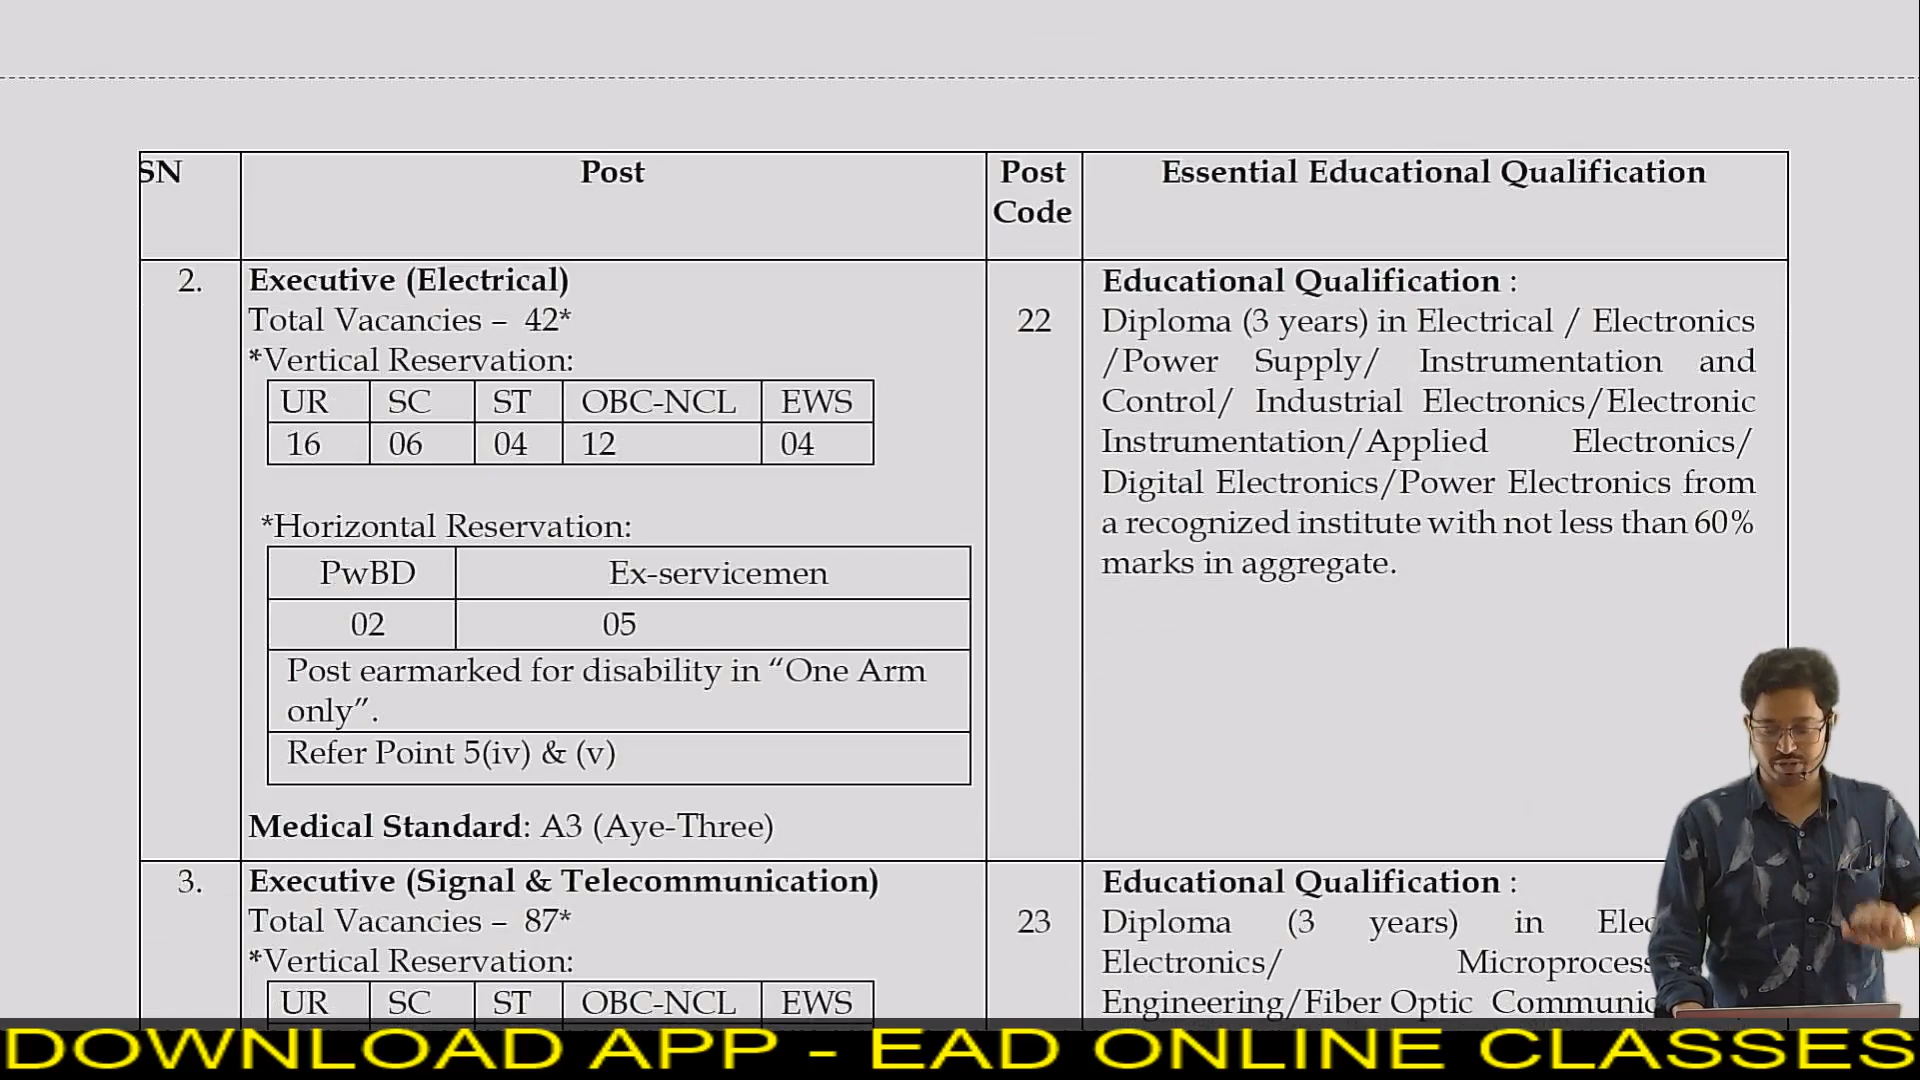 SN Post Post Code Essential Educational Qualification
2. Executive (Electrical)
Total Vacancies – 42*
*Vertical Reservation:
UR SC ST OBC-NCL EWS
16 06 04 12 04
*Horizontal Reservation:
PwBD Ex-servicemen
02 05
Post earmarked for disability in “One Arm
only”.
Refer Point 5(iv) & (v)
Medical Standard: A3 (Aye-Three)
22
Educational Qualification :
Diploma (3 years) in Electrical / Electronics
/Power Supply/ Instrumentation and
Control/ Industrial Electronics/Electronic
Instrumentation/Applied Electronics/
Digital Electronics/Power Electronics from
a recognized institute with not less than 60%
marks in aggregate.
3. Executive (Signal & Telecommunication)
Total Vacancies – 87*
*Vertical Reservation:
UR SC ST OBC-NCL EWS
23
Educational Qualification :
Diploma (3 years) in
Electronics/
Engineering/Fiber Optic
DOWNLOAD APP - EAD ONLINE CLASSES